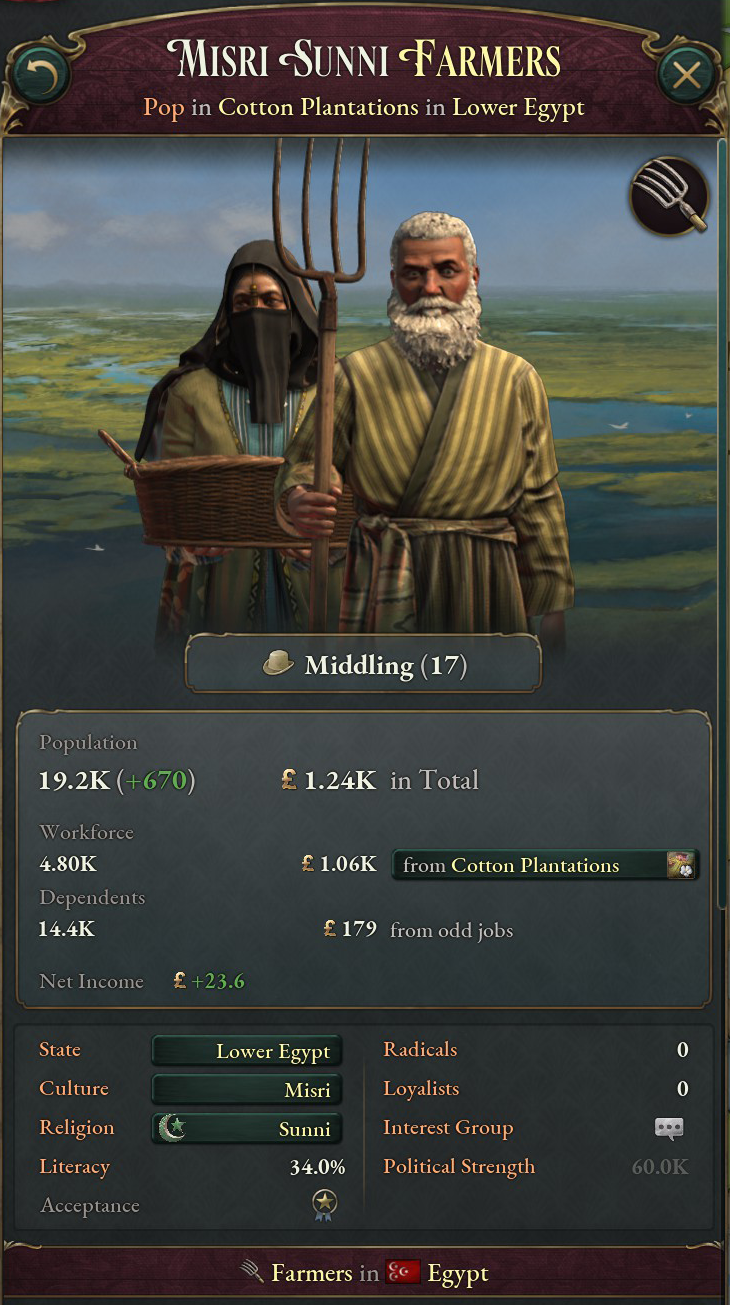 Misri Sunni Farmers
Pop in Cotton Plantations in Lower Egypt
Middling (17)
Population
19.2K (+670) £ 1.24K in Total
Workforce
4.80K £ 1.06K from Cotton Plantations
Dependents
14.4K £ 179 from odd jobs
Net Income £ +23.6
State Lower Egypt Radicals 0
Culture Misri Loyalists 0
Religion Sunni Interest Group
Literacy 34.0% Political Strength 60.0K
Acceptance
Farmers in Egypt